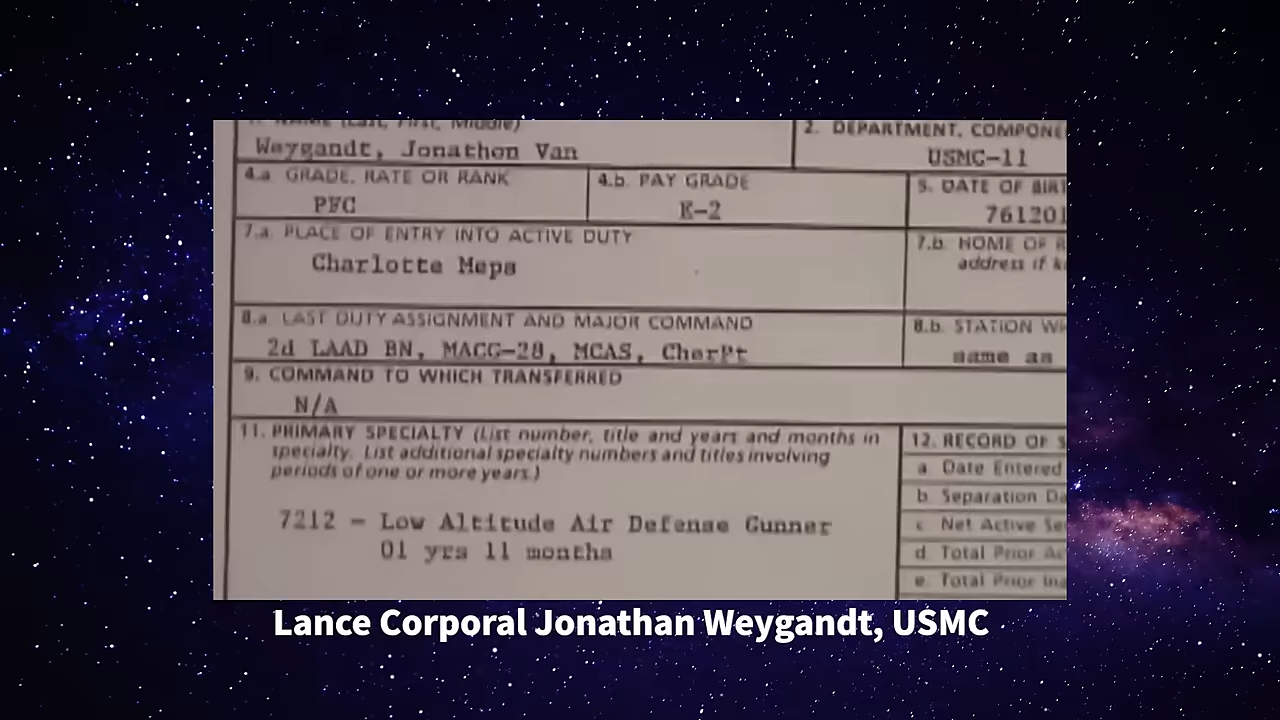 1. NAME (Last, First, Middle)
Weygandt, Jonathon Van
2. DEPARTMENT, COMPONE
USMC-11
4.a. GRADE, RATE OR RANK
PFC
4.b. PAY GRADE
E-2
5. DATE OF BIRT
761201
7.a. PLACE OF ENTRY INTO ACTIVE DUTY
Charlotte Meps
7.b. HOME OF R
address if k
8.a. LAST DUTY ASSIGNMENT AND MAJOR COMMAND
2d LAAD BN, MACG-28, MCAS, CherPt
8.b. STATION WH
same as
9. COMMAND TO WHICH TRANSFERRED
N/A
11. PRIMARY SPECIALTY (List number, title and years and months in
specialty. List additional specialty numbers and titles involving
periods of one or more years.)
7212 - Low Altitude Air Defense Gunner
01 yrs 11 months
12. RECORD OF S
a. Date Entered
b. Separation Da
c. Net Active Se
d. Total Prior Ac
e. Total Prior Ina
Lance Corporal Jonathan Weygandt, USMC